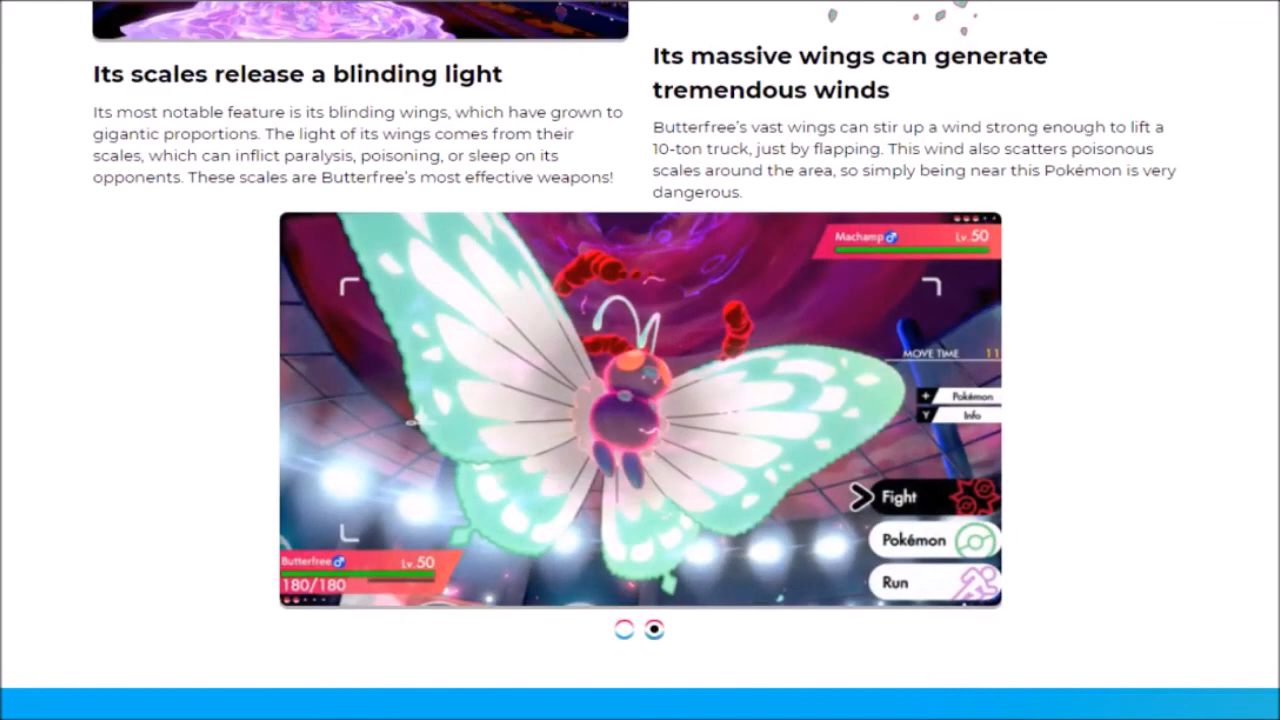 Its scales release a blinding light
Its most notable feature is its blinding wings, which have grown to
gigantic proportions. The light of its wings comes from their
scales, which can inflict paralysis, poisoning, or sleep on its
opponents. These scales are Butterfree's most effective weapons!
Its massive wings can generate
tremendous winds
Butterfree's vast wings can stir up a wind strong enough to lift a
10-ton truck, just by flapping. This wind also scatters poisonous
scales around the area, so simply being near this Pokémon is very
dangerous.
Machamp♂ Lv.50
MOVE TIME 11
+ Pokémon
Y Info
Fight
Pokémon
Run
Butterfree♂ Lv.50
180/180